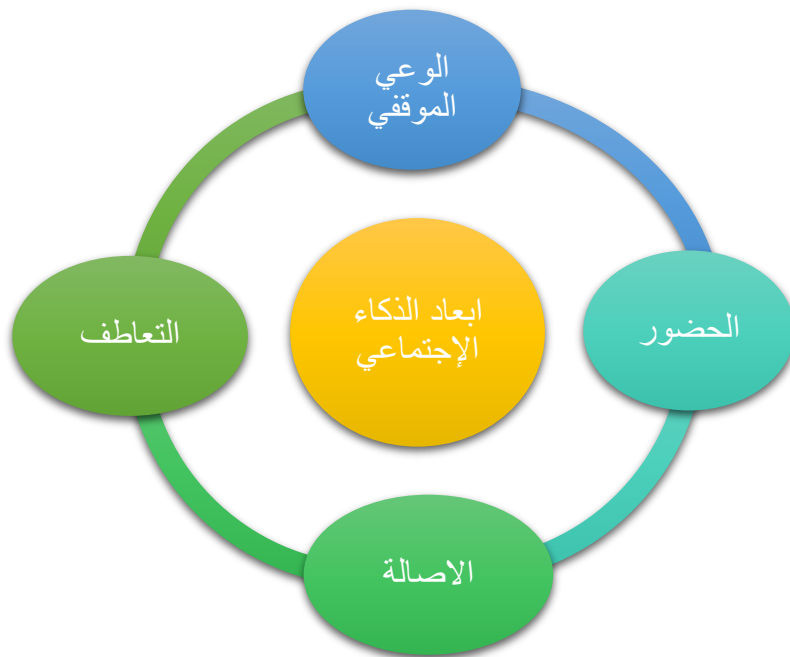 الوعي
الموقفي
الحضور
ابعاد الذكاء
الإجتماعي
التعاطف
الاصالة